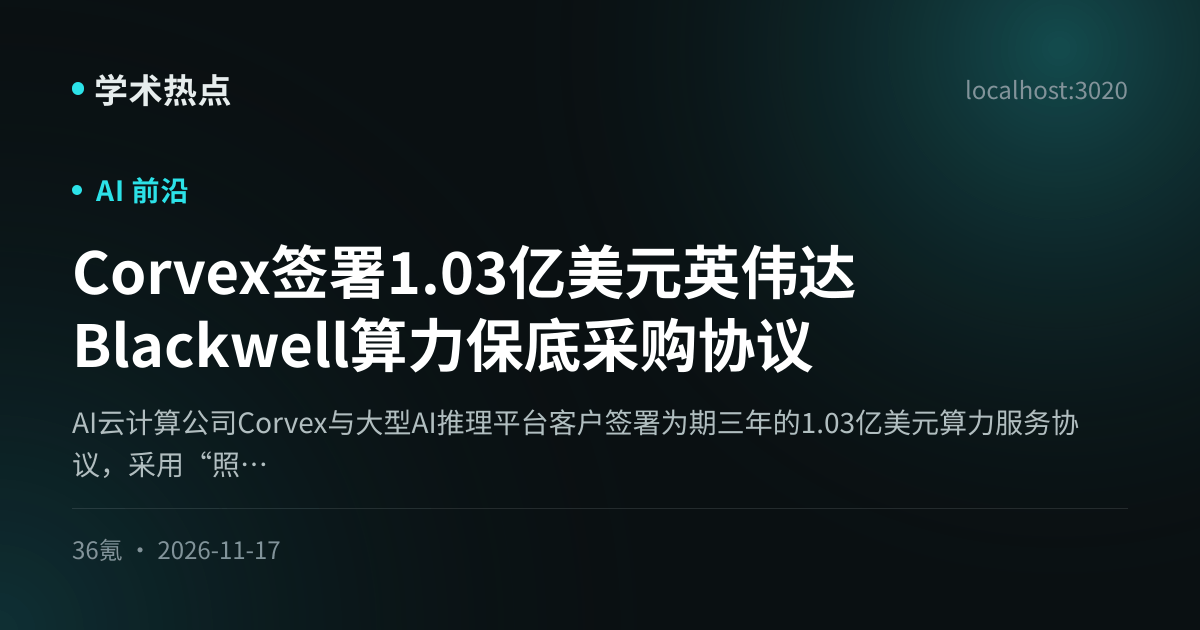 学术热点
localhost:3020
AI 前沿
Corvex签署1.03亿美元英伟达
Blackwell算力保底采购协议
AI云计算公司Corvex与大型AI推理平台客户签署为期三年的1.03亿美元算力服务协
议，采用“照…
36氪 · 2026-11-17